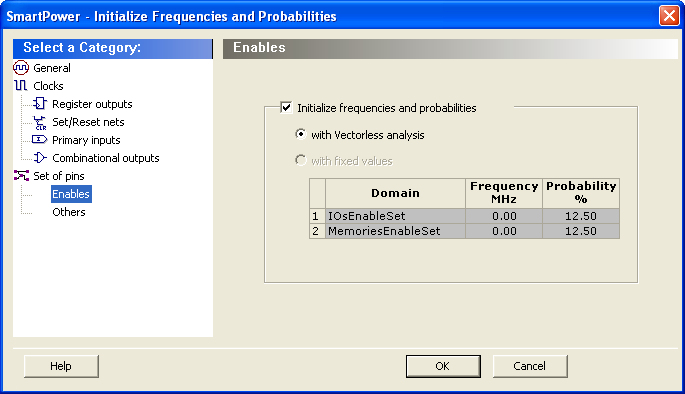 SmartPower - Initialize Frequencies and Probabilities
Select a Category:
General
Clocks
Register outputs
CLR
Set/Reset nets
Primary inputs
Combinational outputs
Set of pins
Enables
Others
Enables
Initialize frequencies and probabilities
with Vectorless analysis
with fixed values
Domain Frequency MHz Probability %
1 IOsEnableSet 0.00 12.50
2 MemoriesEnableSet 0.00 12.50
Help OK Cancel